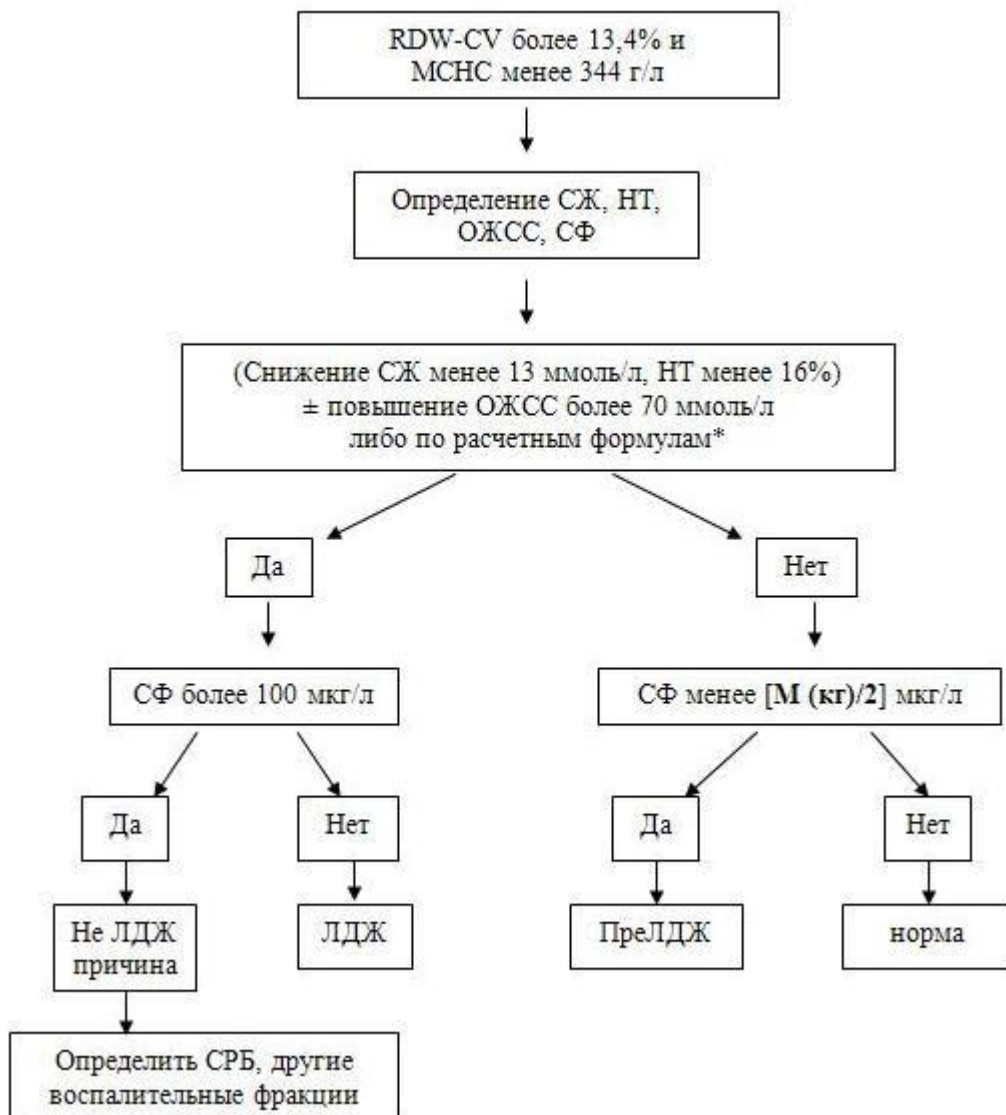 RDW-CV более 13,4% и
МСНС менее 344 г/л
Определение СЖ, НТ,
ОЖСС, СФ
(Снижение СЖ менее 13 ммоль/л, НТ менее 16%)
± повышение ОЖСС более 70 ммоль/л
либо по расчетным формулам*
Да
Нет
СФ более 100 мкг/л
СФ менее [М (кг)/2] мкг/л
Да
Нет
Да
Нет
Не ЛДЖ
причина
ЛДЖ
ПреЛДЖ
норма
Определить СРБ, другие
воспалительные фракции